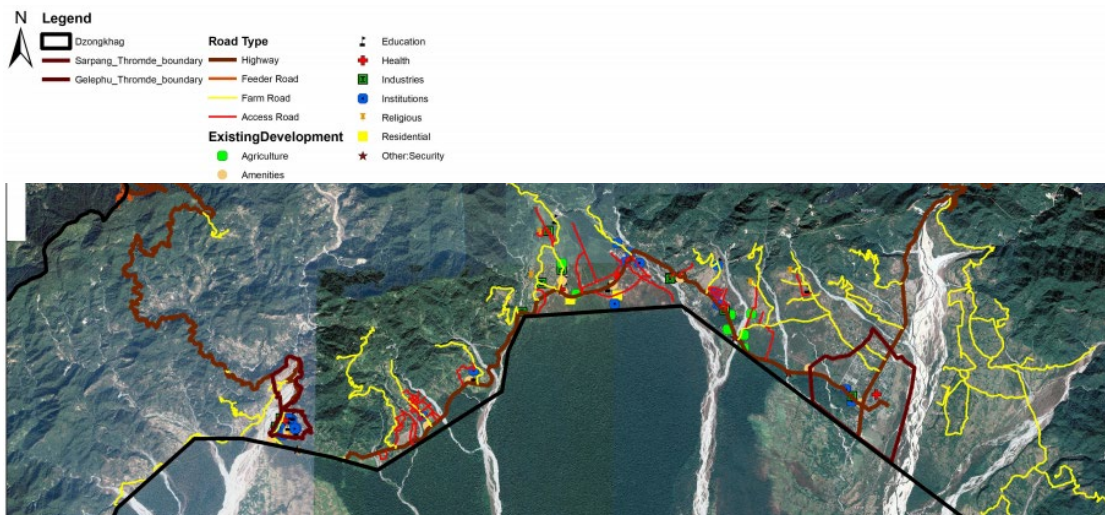 N
Legend
Dzongkhag
Sarpang_Thromde_boundary
Gelephu_Thromde_boundary
Road Type
Highway
Feeder Road
Farm Road
Access Road
ExistingDevelopment
Agriculture
Amenities
Education
Health
Industries
Institutions
Religious
Residential
Other:Security